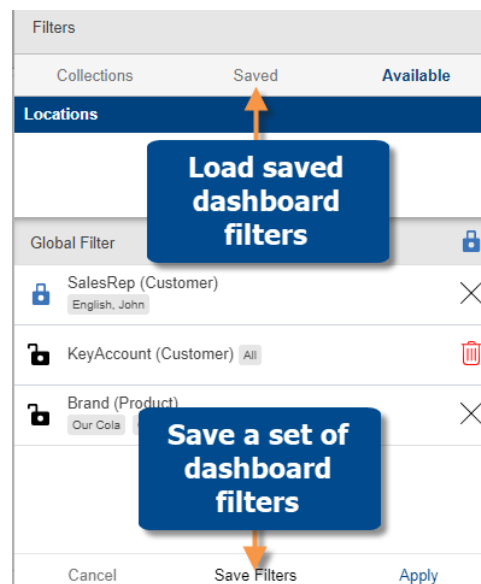 Filters
Collections Saved Available
Locations
Load saved
dashboard
filters
Global Filter
SalesRep (Customer)
English, John
KeyAccount (Customer) All
Brand (Product)
Our Cola
Save a set of
dashboard
filters
Cancel Save Filters Apply